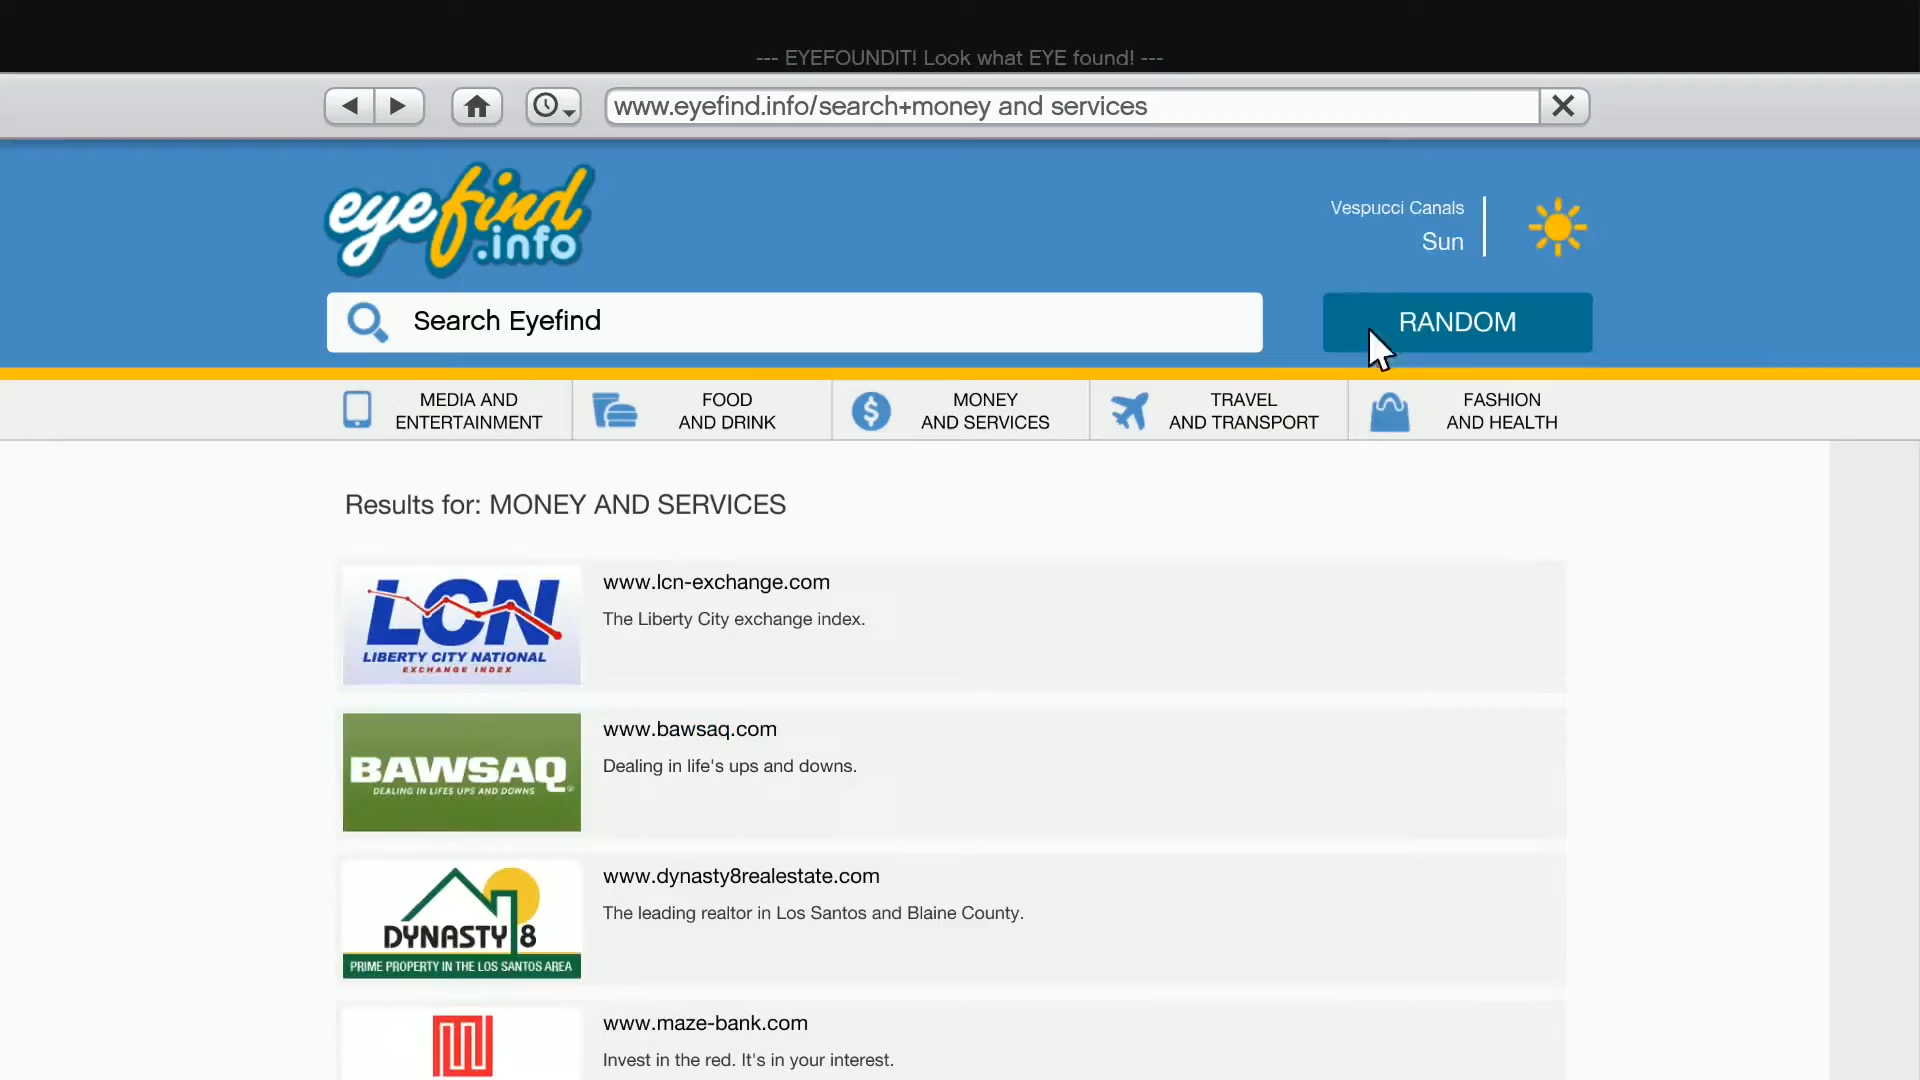 --- EYEFOUNDIT! Look what EYE found! ---
www.eyefind.info/search+money and services
eyefind
.info
Vespucci Canals
Sun
Search Eyefind
RANDOM
MEDIA AND
ENTERTAINMENT
FOOD
AND DRINK
MONEY
AND SERVICES
TRAVEL
AND TRANSPORT
FASHION
AND HEALTH
Results for: MONEY AND SERVICES
LCN
LIBERTY CITY NATIONAL
EXCHANGE INDEX
www.lcn-exchange.com
The Liberty City exchange index.
BAWSAQ
DEALING IN LIFES UPS AND DOWNS
www.bawsaq.com
Dealing in life's ups and downs.
DYNASTY 8
PRIME PROPERTY IN THE LOS SANTOS AREA
www.dynasty8realestate.com
The leading realtor in Los Santos and Blaine County.
www.maze-bank.com
Invest in the red. It's in your interest.